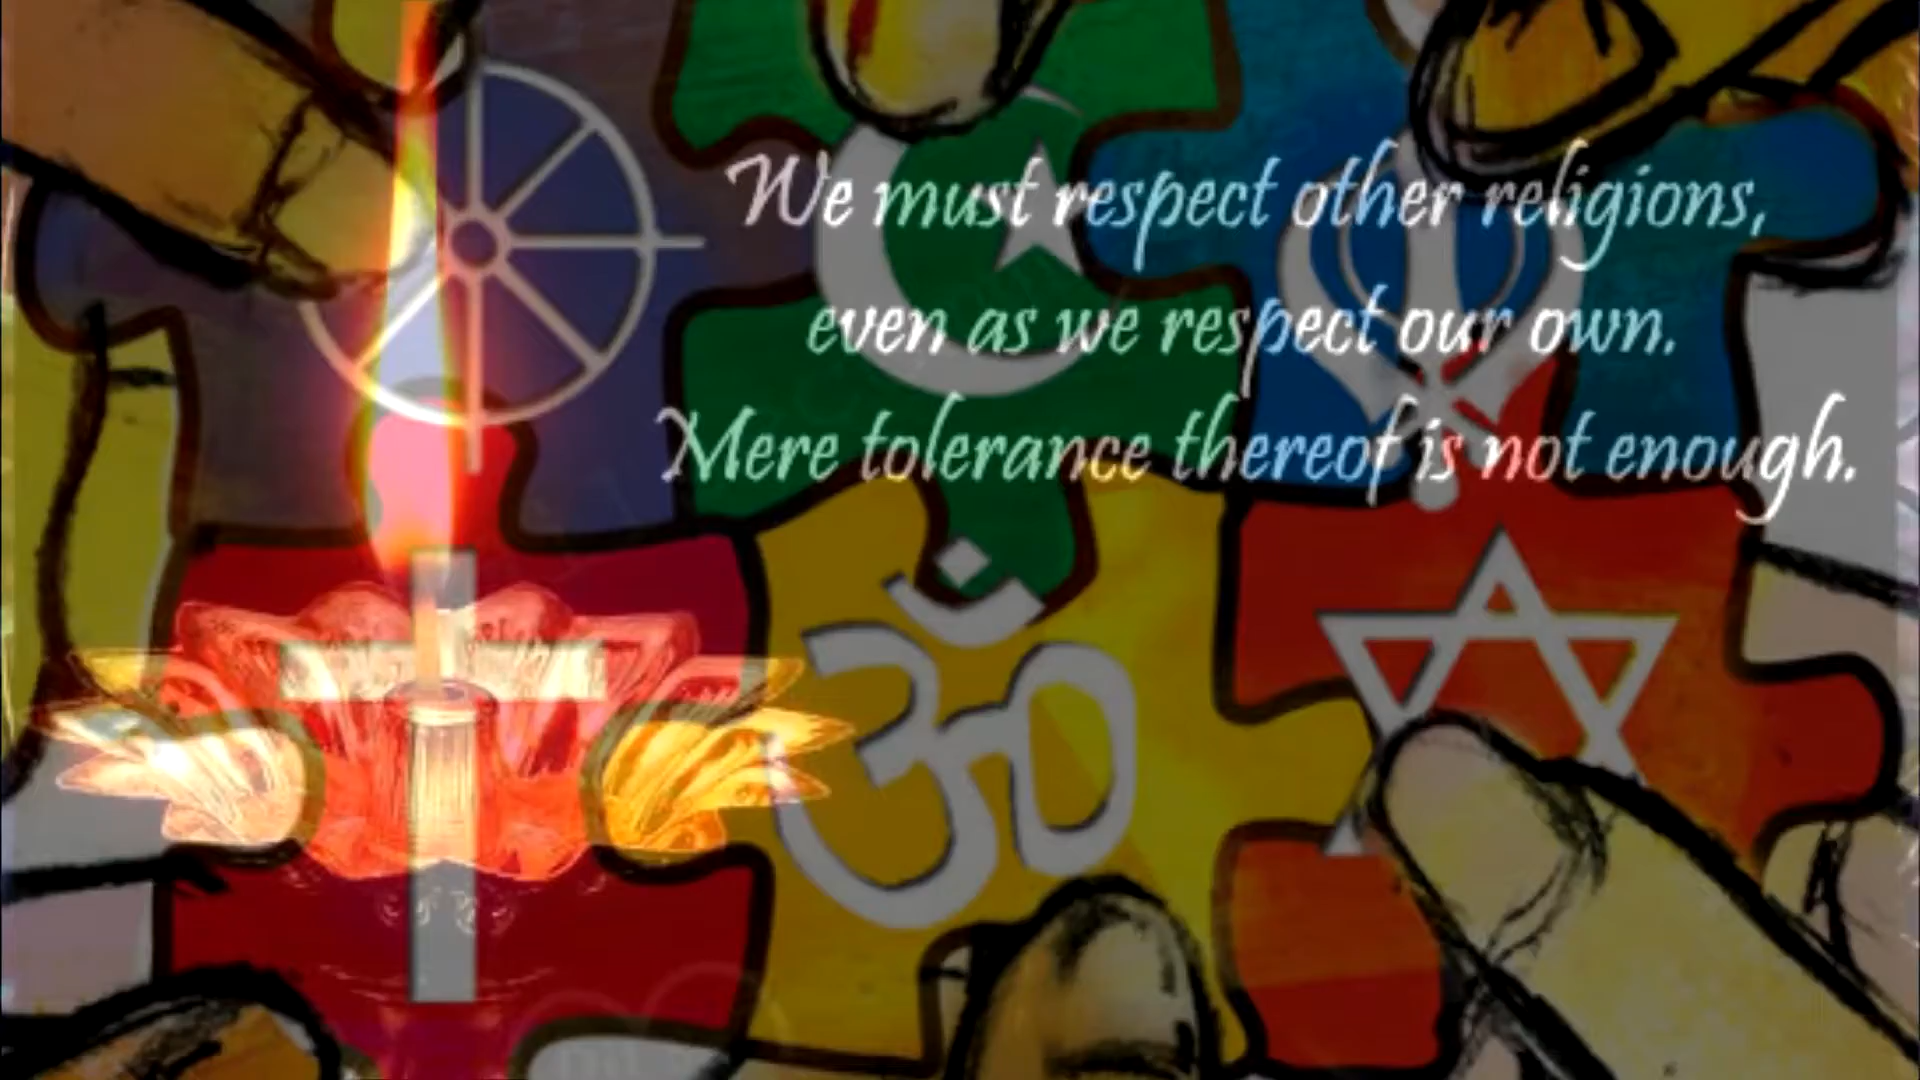 We must respect other religions,
even as we respect our own.
Mere tolerance thereof is not enough.